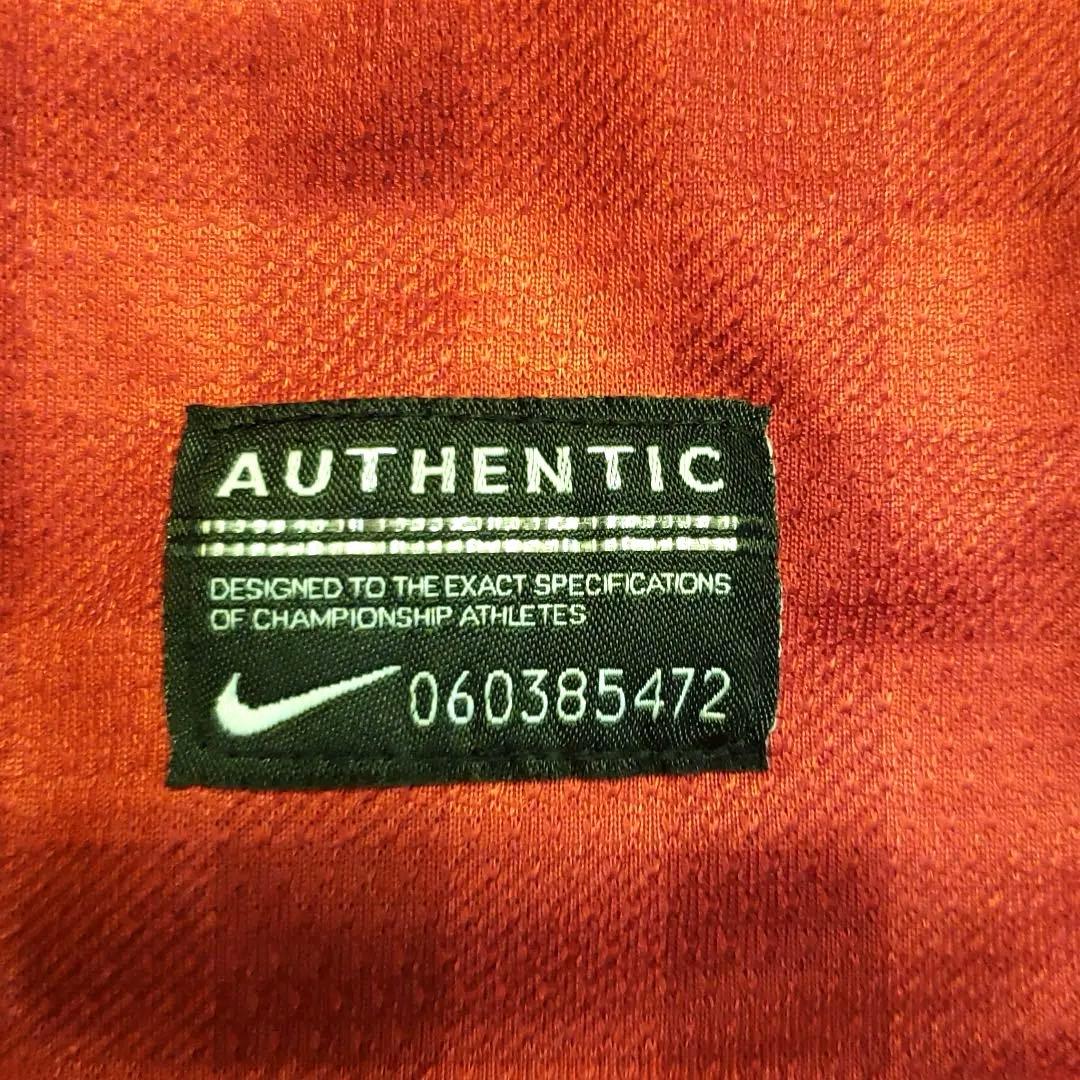 AUTHENTIC
DESIGNED TO THE EXACT SPECIFICATIONS
OF CHAMPIONSHIP ATHLETES
060385472